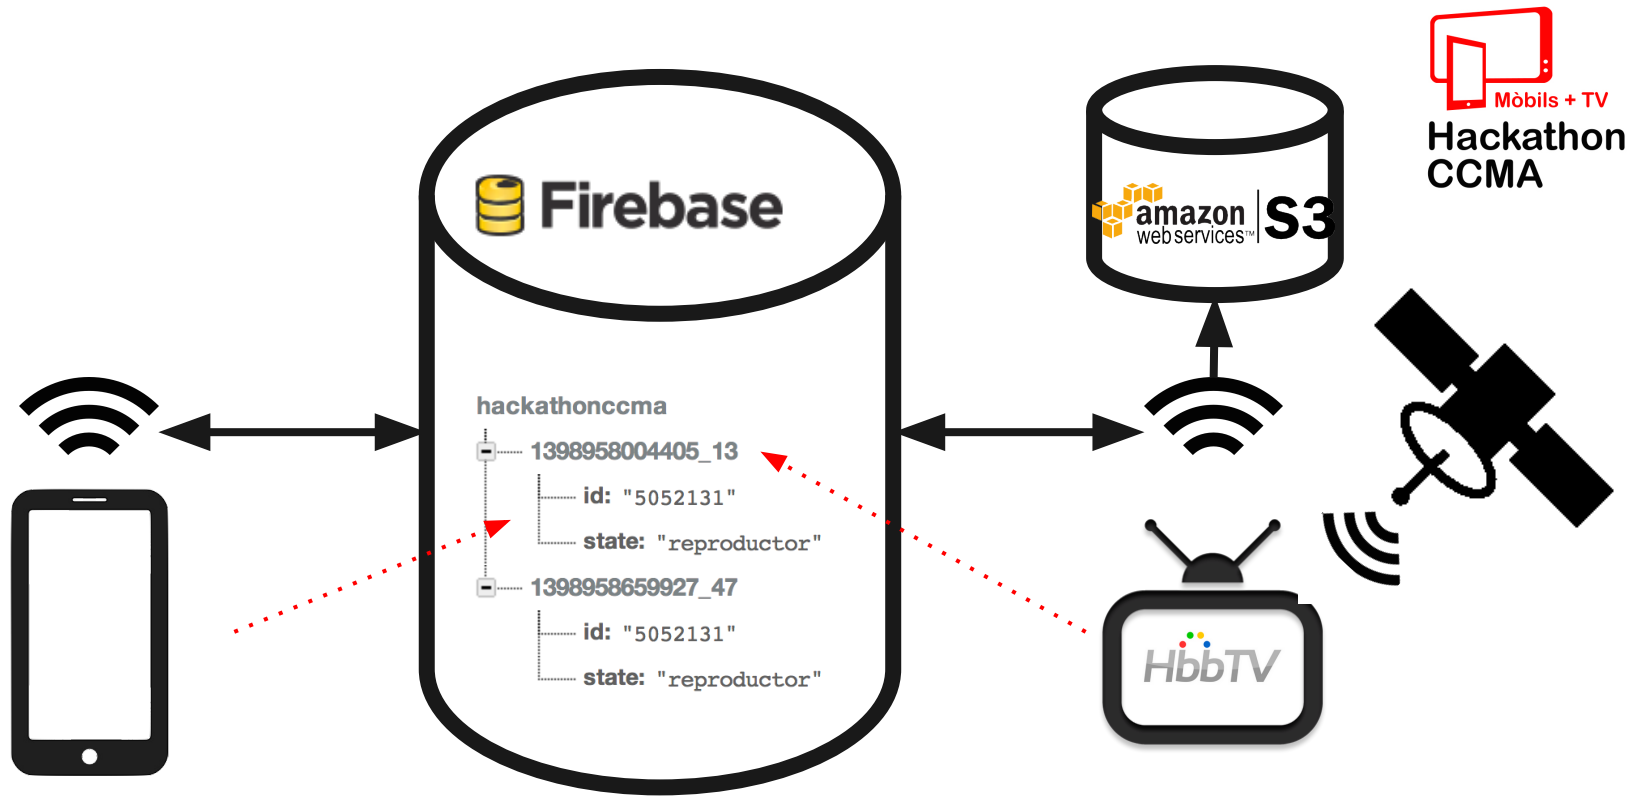 Mòbils + TV
Hackathon
CCMA
Firebase
amazon
web services™
S3
hackathonccma
1398958004405_13
id: "5052131"
state: "reproductor"
1398958659927_47
id: "5052131"
state: "reproductor"
HbbTV